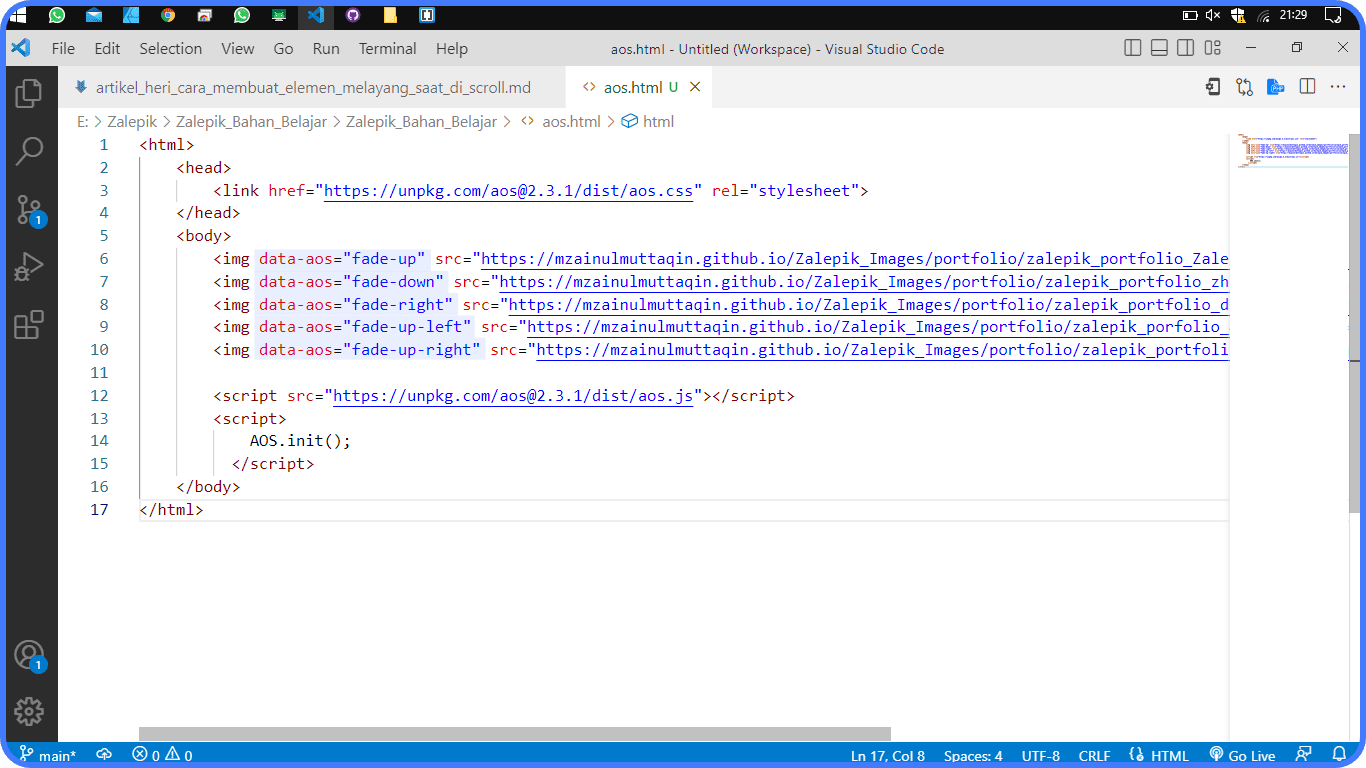 21:29
File Edit Selection View Go Run Terminal Help
aos.html - Untitled (Workspace) - Visual Studio Code
artikel_heri_cara_membuat_elemen_melayang_saat_di_scroll.md
<> aos.html U
E: > Zalepik > Zalepik_Bahan_Belajar > Zalepik_Bahan_Belajar > <> aos.html > html
1 <html>
2 <head>
3 <link href="https://unpkg.com/aos@2.3.1/dist/aos.css" rel="stylesheet">
4 </head>
5 <body>
6 <img data-aos="fade-up" src="https://mzainulmuttaqin.github.io/Zalepik_Images/portfolio/zalepik_portfolio_Zale
7 <img data-aos="fade-down" src="https://mzainulmuttaqin.github.io/Zalepik_Images/portfolio/zalepik_portfolio_zh
8 <img data-aos="fade-right" src="https://mzainulmuttaqin.github.io/Zalepik_Images/portfolio/zalepik_portfolio_d
9 <img data-aos="fade-up-left" src="https://mzainulmuttaqin.github.io/Zalepik_Images/portfolio/zalepik_porfolio_
10 <img data-aos="fade-up-right" src="https://mzainulmuttaqin.github.io/Zalepik_Images/portfolio/zalepik_portfoli
11
12 <script src="https://unpkg.com/aos@2.3.1/dist/aos.js"></script>
13 <script>
14 AOS.init();
15 </script>
16 </body>
17 </html>
1
1
main* 0 0 Ln 17, Col 8 Spaces: 4 UTF-8 CRLF {} HTML Go Live